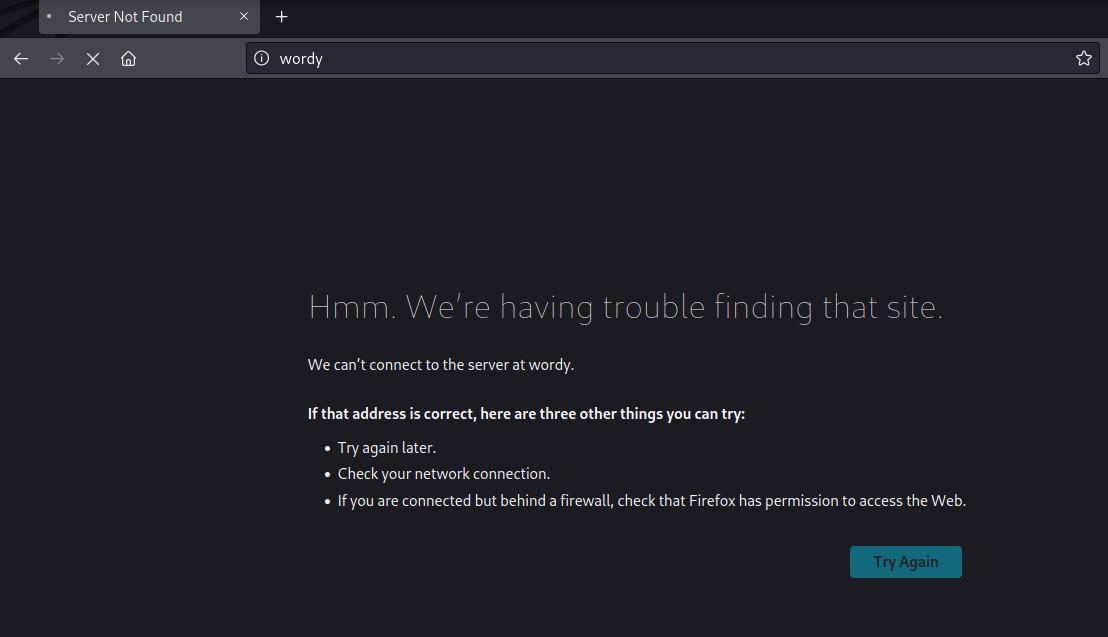 Server Not Found
wordy
Hmm. We’re having trouble finding that site.
We can’t connect to the server at wordy.
If that address is correct, here are three other things you can try:
• Try again later.
• Check your network connection.
• If you are connected but behind a firewall, check that Firefox has permission to access the Web.
Try Again